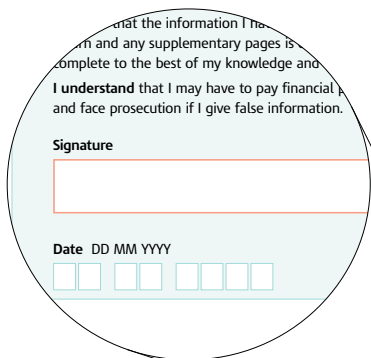 that the information I
and any supplementary pages is
complete to the best of my knowledge and
I understand that I may have to pay financial
and face prosecution if I give false information.
Signature
Date DD MM YYYY